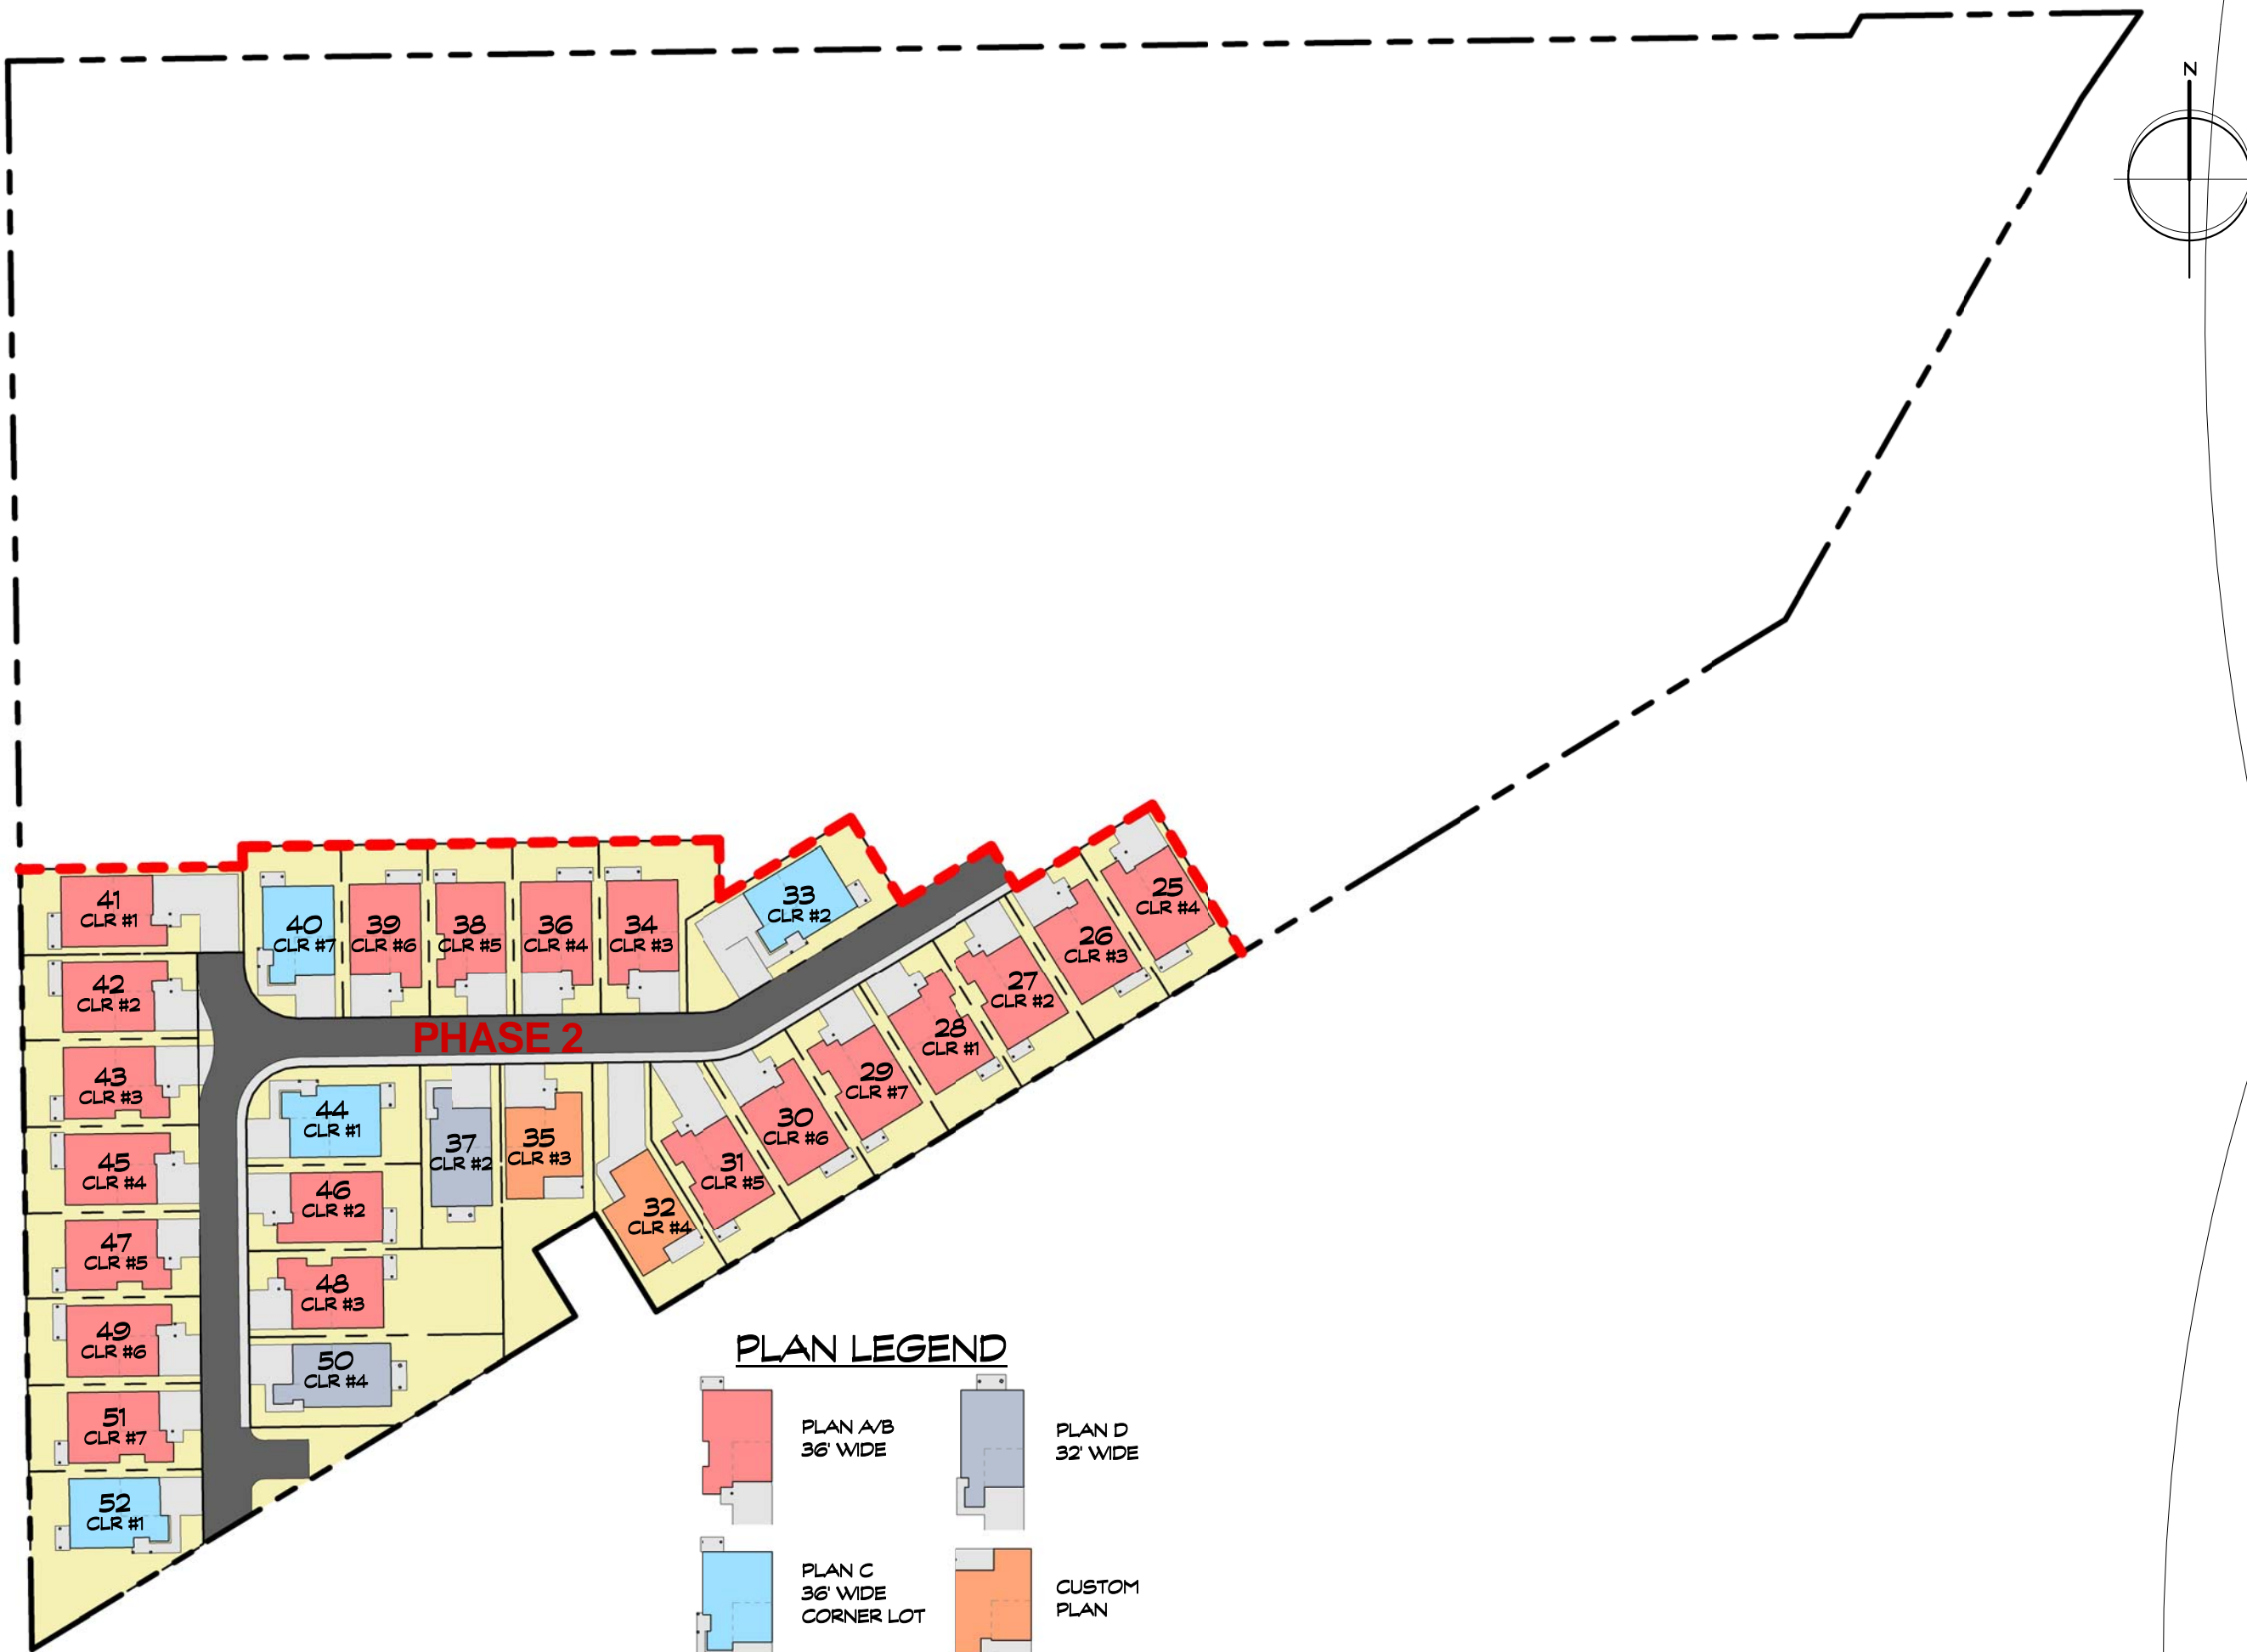 N
41
CLR #1
40
CLR #7
39
CLR #6
38
CLR #5
36
CLR #4
34
CLR #3
33
CLR #2
25
CLR #4
26
CLR #3
27
CLR #2
28
CLR #1
29
CLR #7
30
CLR #6
31
CLR #5
32
CLR #4
42
CLR #2
PHASE 2
43
CLR #3
44
CLR #1
37
CLR #2
35
CLR #3
45
CLR #4
46
CLR #2
47
CLR #5
48
CLR #3
49
CLR #6
50
CLR #4
51
CLR #7
52
CLR #1
PLAN LEGEND
PLAN A/B
36' WIDE
PLAN D
32' WIDE
PLAN C
36' WIDE
CORNER LOT
CUSTOM
PLAN